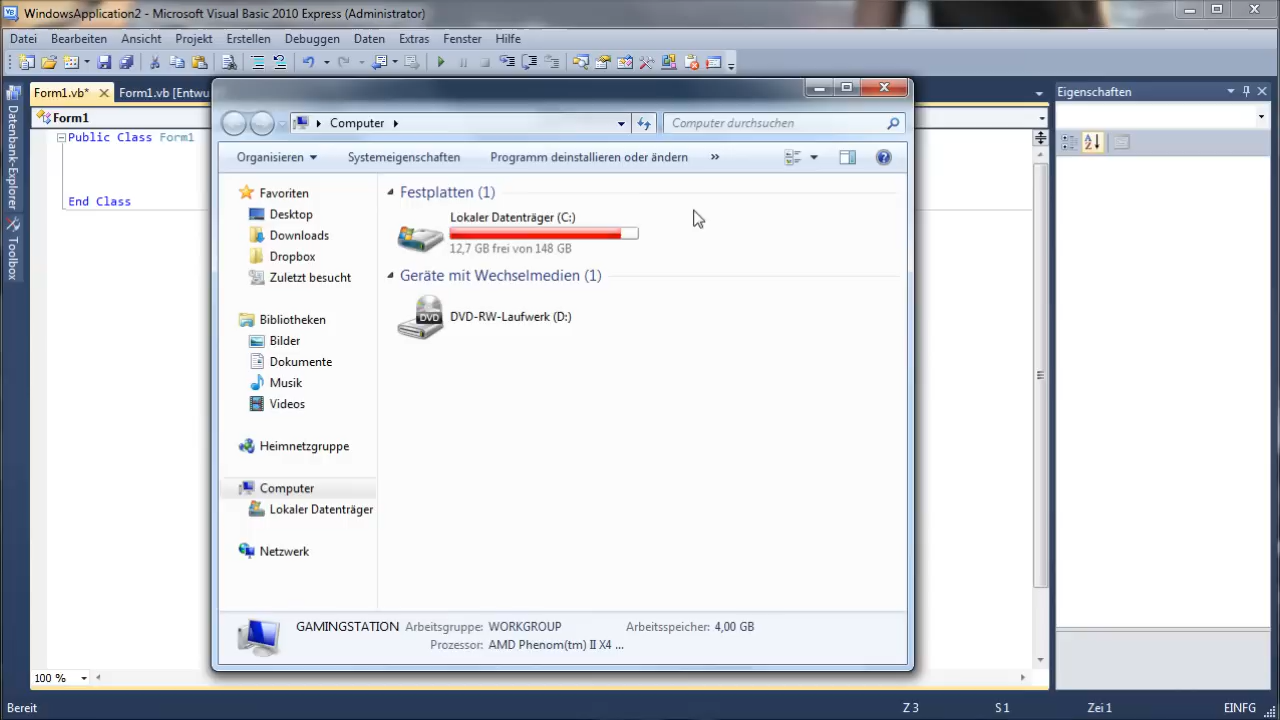 WindowsApplication2 - Microsoft Visual Basic 2010 Express (Administrator)
Datei Bearbeiten Ansicht Projekt Erstellen Debuggen Daten Extras Fenster Hilfe
Form1.vb* Form1.vb [Entwu
Eigenschaften
Form1
Computer
Computer durchsuchen
Public Class Form1
End Class
Organisieren Systemeigenschaften Programm deinstallieren oder ändern »
Datenbank-Explorer
Toolbox
Favoriten
Desktop
Downloads
Dropbox
Zuletzt besucht
Bibliotheken
Bilder
Dokumente
Musik
Videos
Heimnetzgruppe
Computer
Lokaler Datenträger
Netzwerk
Festplatten (1)
Lokaler Datenträger (C:)
12,7 GB frei von 148 GB
Geräte mit Wechselmedien (1)
DVD
DVD-RW-Laufwerk (D:)
GAMINGSTATION Arbeitsgruppe: WORKGROUP Arbeitsspeicher: 4,00 GB
Prozessor: AMD Phenom(tm) II X4 ...
100 %
Bereit Z 3 S 1 Zei 1 EINFG